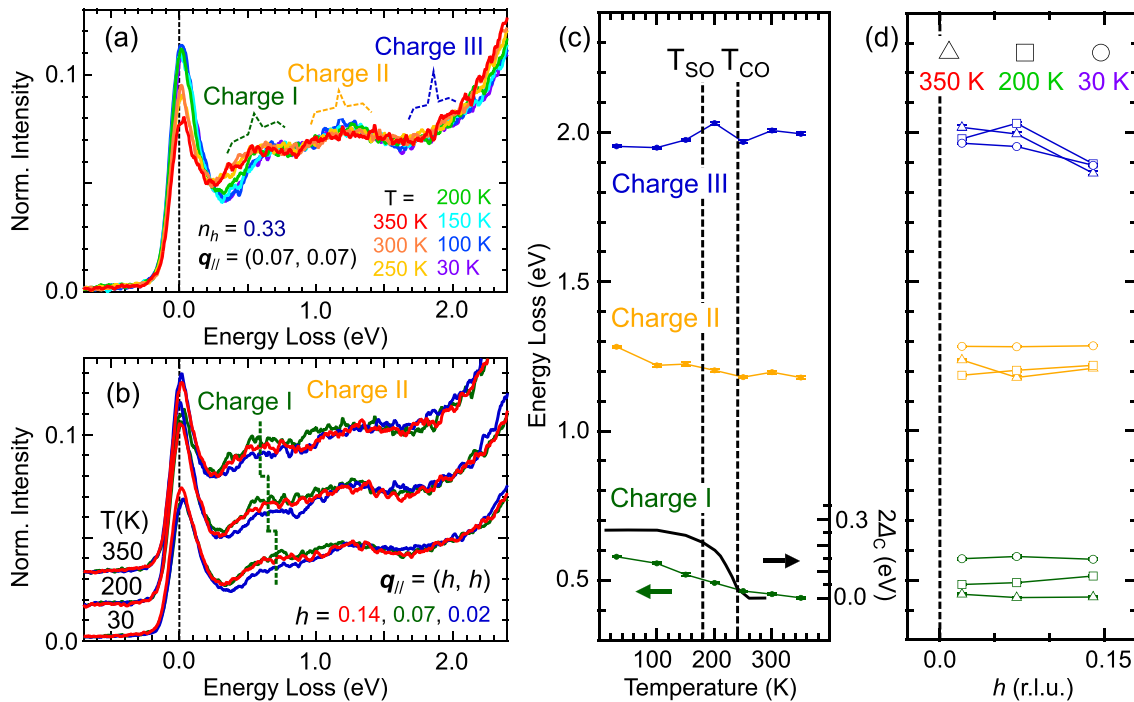 (a)
Charge III
Charge II
Charge I
0.1
0.0
Norm. Intensity
n_h = 0.33
q_// = (0.07, 0.07)
T =
200 K
350 K 150 K
300 K 100 K
250 K 30 K
0.0 1.0 2.0
Energy Loss (eV)
(b)
Charge II
Charge I
0.1
0.0
Norm. Intensity
T(K)
350
200
30
q_// = (h, h)
h = 0.14, 0.07, 0.02
0.0 1.0 2.0
Energy Loss (eV)
(c)
T_SO T_CO
2.0
Charge III
1.5
Energy Loss (eV)
Charge II
1.0
Charge I
0.5
0.3
0.0
2Δ_C (eV)
100 200 300
Temperature (K)
(d)
350 K 200 K 30 K
0.0 0.15
h (r.l.u.)